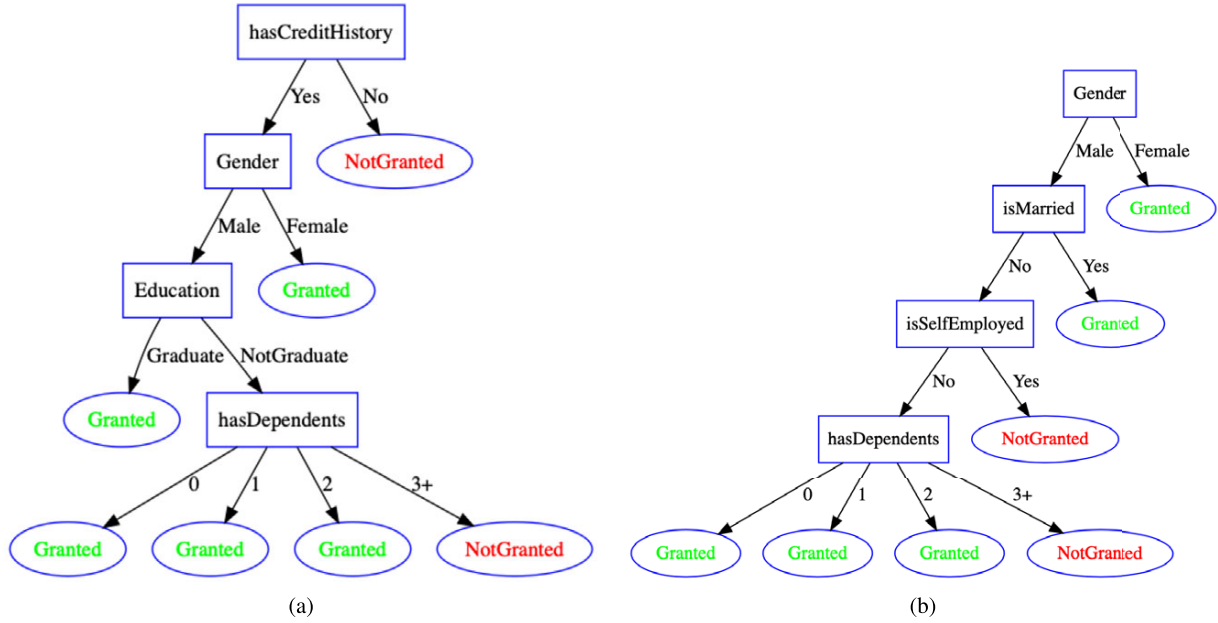 hasCreditHistory
Yes No
Gender NotGranted
Male Female
Education Granted
Graduate NotGraduate
Granted hasDependents
0 1 2 3+
Granted Granted Granted NotGranted
(a)
Gender
Male Female
isMarried Granted
No Yes
isSelfEmployed Granted
No Yes
hasDependents NotGranted
0 1 2 3+
Granted Granted Granted NotGranted
(b)